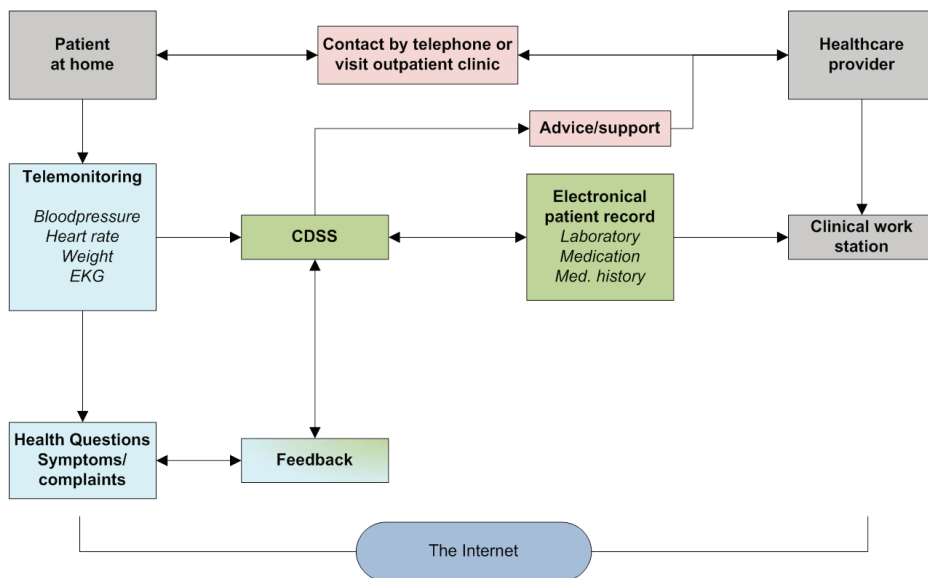 Patient
at home
Contact by telephone or
visit outpatient clinic
Healthcare
provider
Advice/support
Telemonitoring
Bloodpressure
Heart rate
Weight
EKG
CDSS
Electronical
patient record
Laboratory
Medication
Med. history
Clinical work
station
Health Questions
Symptoms/
complaints
Feedback
The Internet